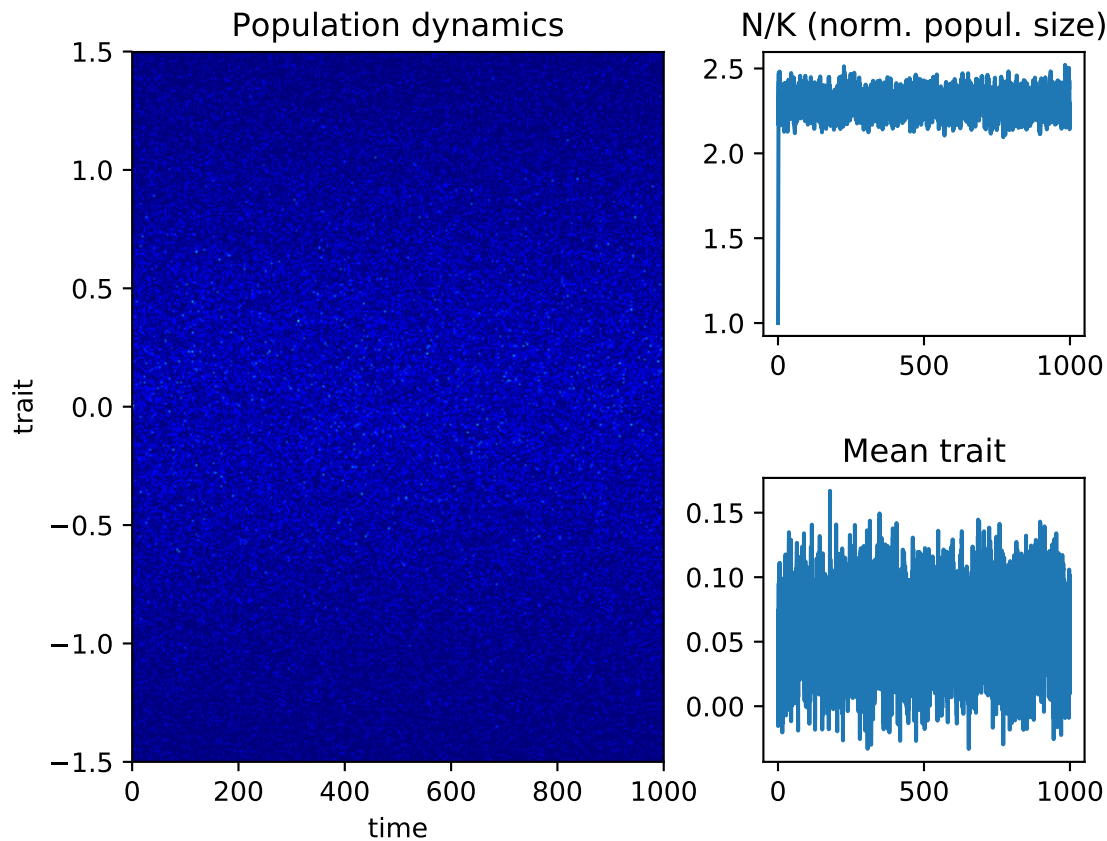 Population dynamics
1.5
1.0
0.5
0.0
−0.5
−1.0
−1.5
trait
0 200 400 600 800 1000
time
N/K (norm. popul. size)
2.5
2.0
1.5
1.0
0 500 1000
Mean trait
0.15
0.10
0.05
0.00
0 500 1000